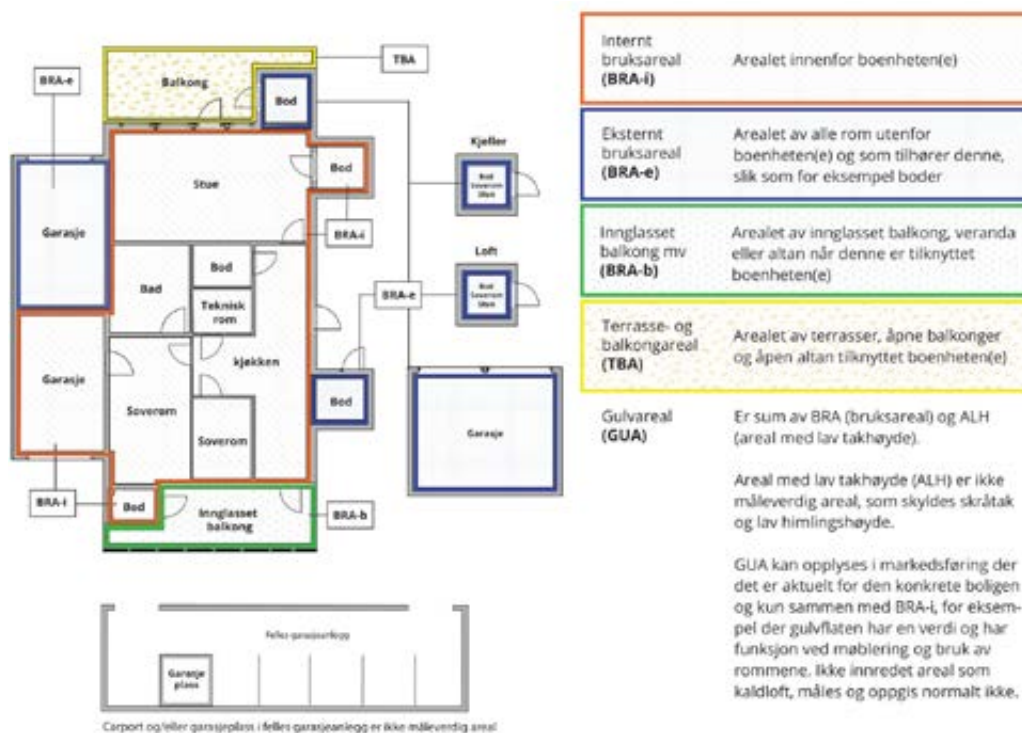 TBA
BRA-e
Balkong
Bod
Kjeller
Bod
Soverom
Stue
Bod
BRA-i
Garasje
Bad
Bod
Teknisk
rom
Loft
Bod
Soverom
BRA-e
Garasje
kjøkken
Soverom
Bod
Garasje
Soverom
BRA-i
Bod
Innglasset
balkong
BRA-b
Felles garasjeanlegg
Garasje
plass
Carport og/eller garasjeplass i felles garasjeanlegg er ikke måleverdig areal
Internt
bruksareal
(BRA-i)
Arealet innenfor boenheten(e)
Eksternt
bruksareal
(BRA-e)
Arealet av alle rom utenfor
boenheten(e) og som tilhører denne,
slik som for eksempel boder
Innglasset
balkong mv
(BRA-b)
Arealet av innglasset balkong, veranda
eller altan når denne er tilknyttet
boenheten(e)
Terrasse- og
balkongareal
(TBA)
Arealet av terrasser, åpne balkonger
og åpen altan tilknyttet boenheten(e)
Gulvareal
(GUA)
Er sum av BRA (bruksareal) og ALH
(areal med lav takhøyde).
Areal med lav takhøyde (ALH) er ikke
måleverdig areal, som skyldes skråtak
og lav himlingshøyde.
GUA kan opplyses i markedsføring der
det er aktuelt for den konkrete boligen
og kun sammen med BRA-i, for eksem-
pel der gulvflaten har en verdi og har
funksjon ved møblering og bruk av
rommene. Ikke innredet areal som
kaldloft, måles og oppgis normalt ikke.